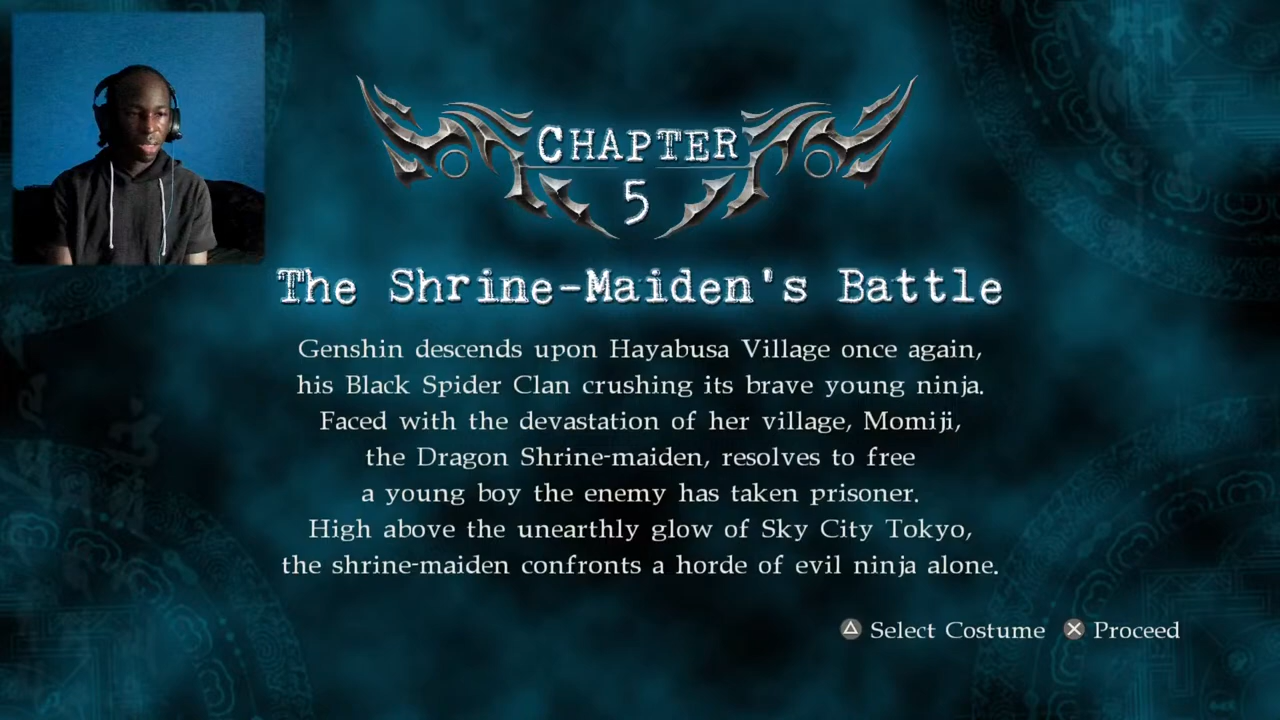 CHAPTER
5
The Shrine-Maiden's Battle
Genshin descends upon Hayabusa Village once again,
his Black Spider Clan crushing its brave young ninja.
Faced with the devastation of her village, Momiji,
the Dragon Shrine-maiden, resolves to free
a young boy the enemy has taken prisoner.
High above the unearthly glow of Sky City Tokyo,
the shrine-maiden confronts a horde of evil ninja alone.
Select Costume Proceed